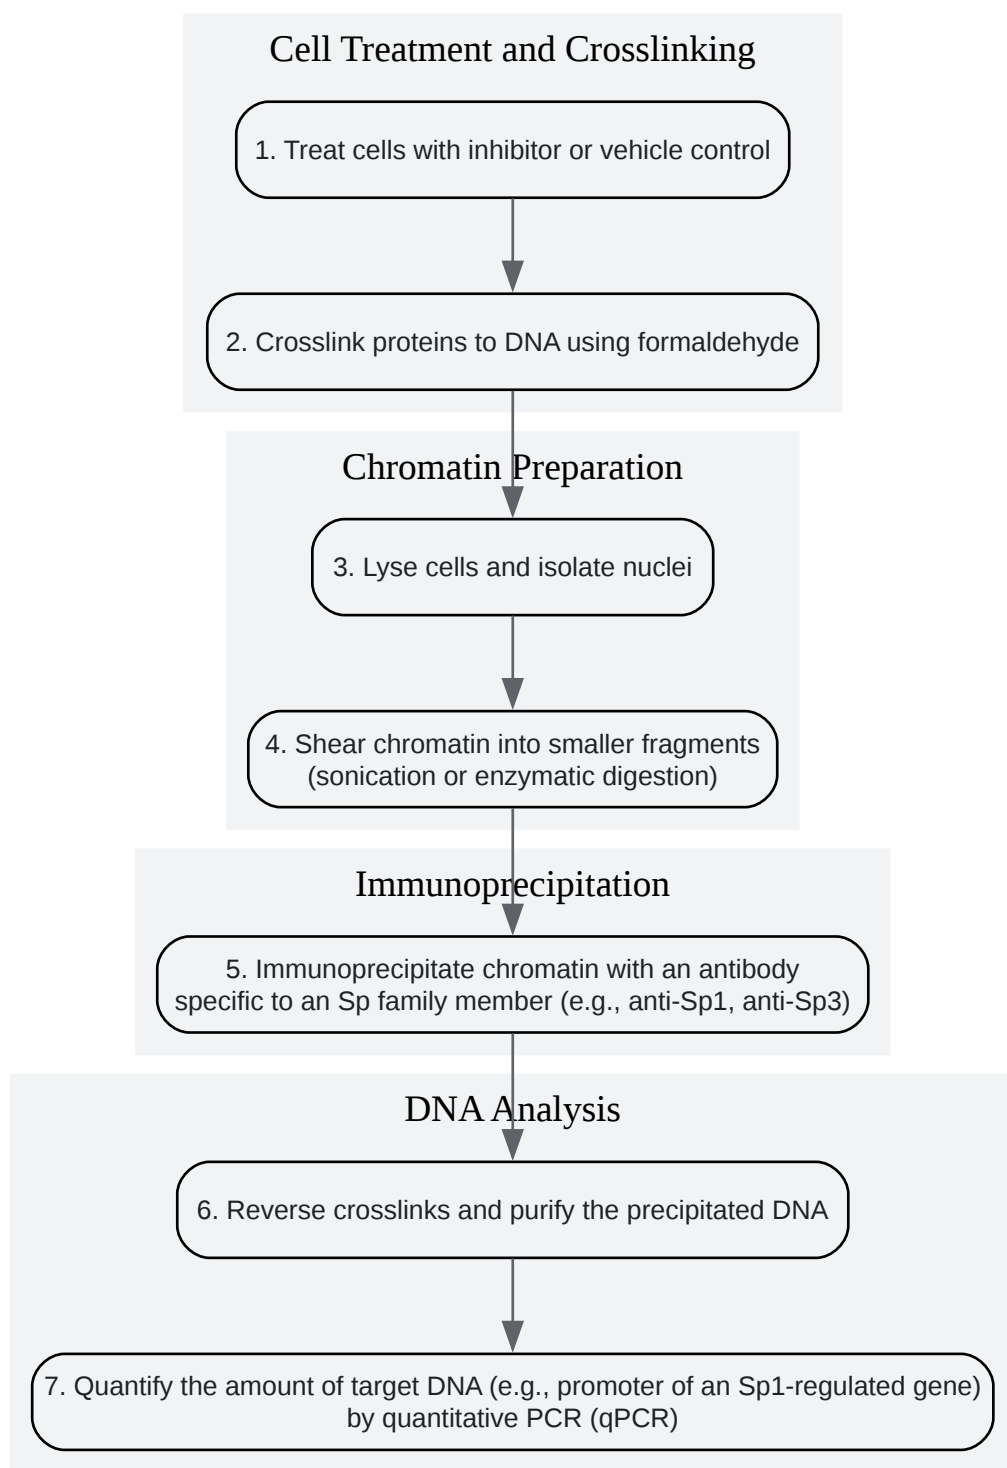 Cell Treatment and Crosslinking
1. Treat cells with inhibitor or vehicle control
2. Crosslink proteins to DNA using formaldehyde
Chromatin Preparation
3. Lyse cells and isolate nuclei
4. Shear chromatin into smaller fragments
(sonication or enzymatic digestion)
Immunoprecipitation
5. Immunoprecipitate chromatin with an antibody
specific to an Sp family member (e.g., anti-Sp1, anti-Sp3)
DNA Analysis
6. Reverse crosslinks and purify the precipitated DNA
7. Quantify the amount of target DNA (e.g., promoter of an Sp1-regulated gene)
by quantitative PCR (qPCR)